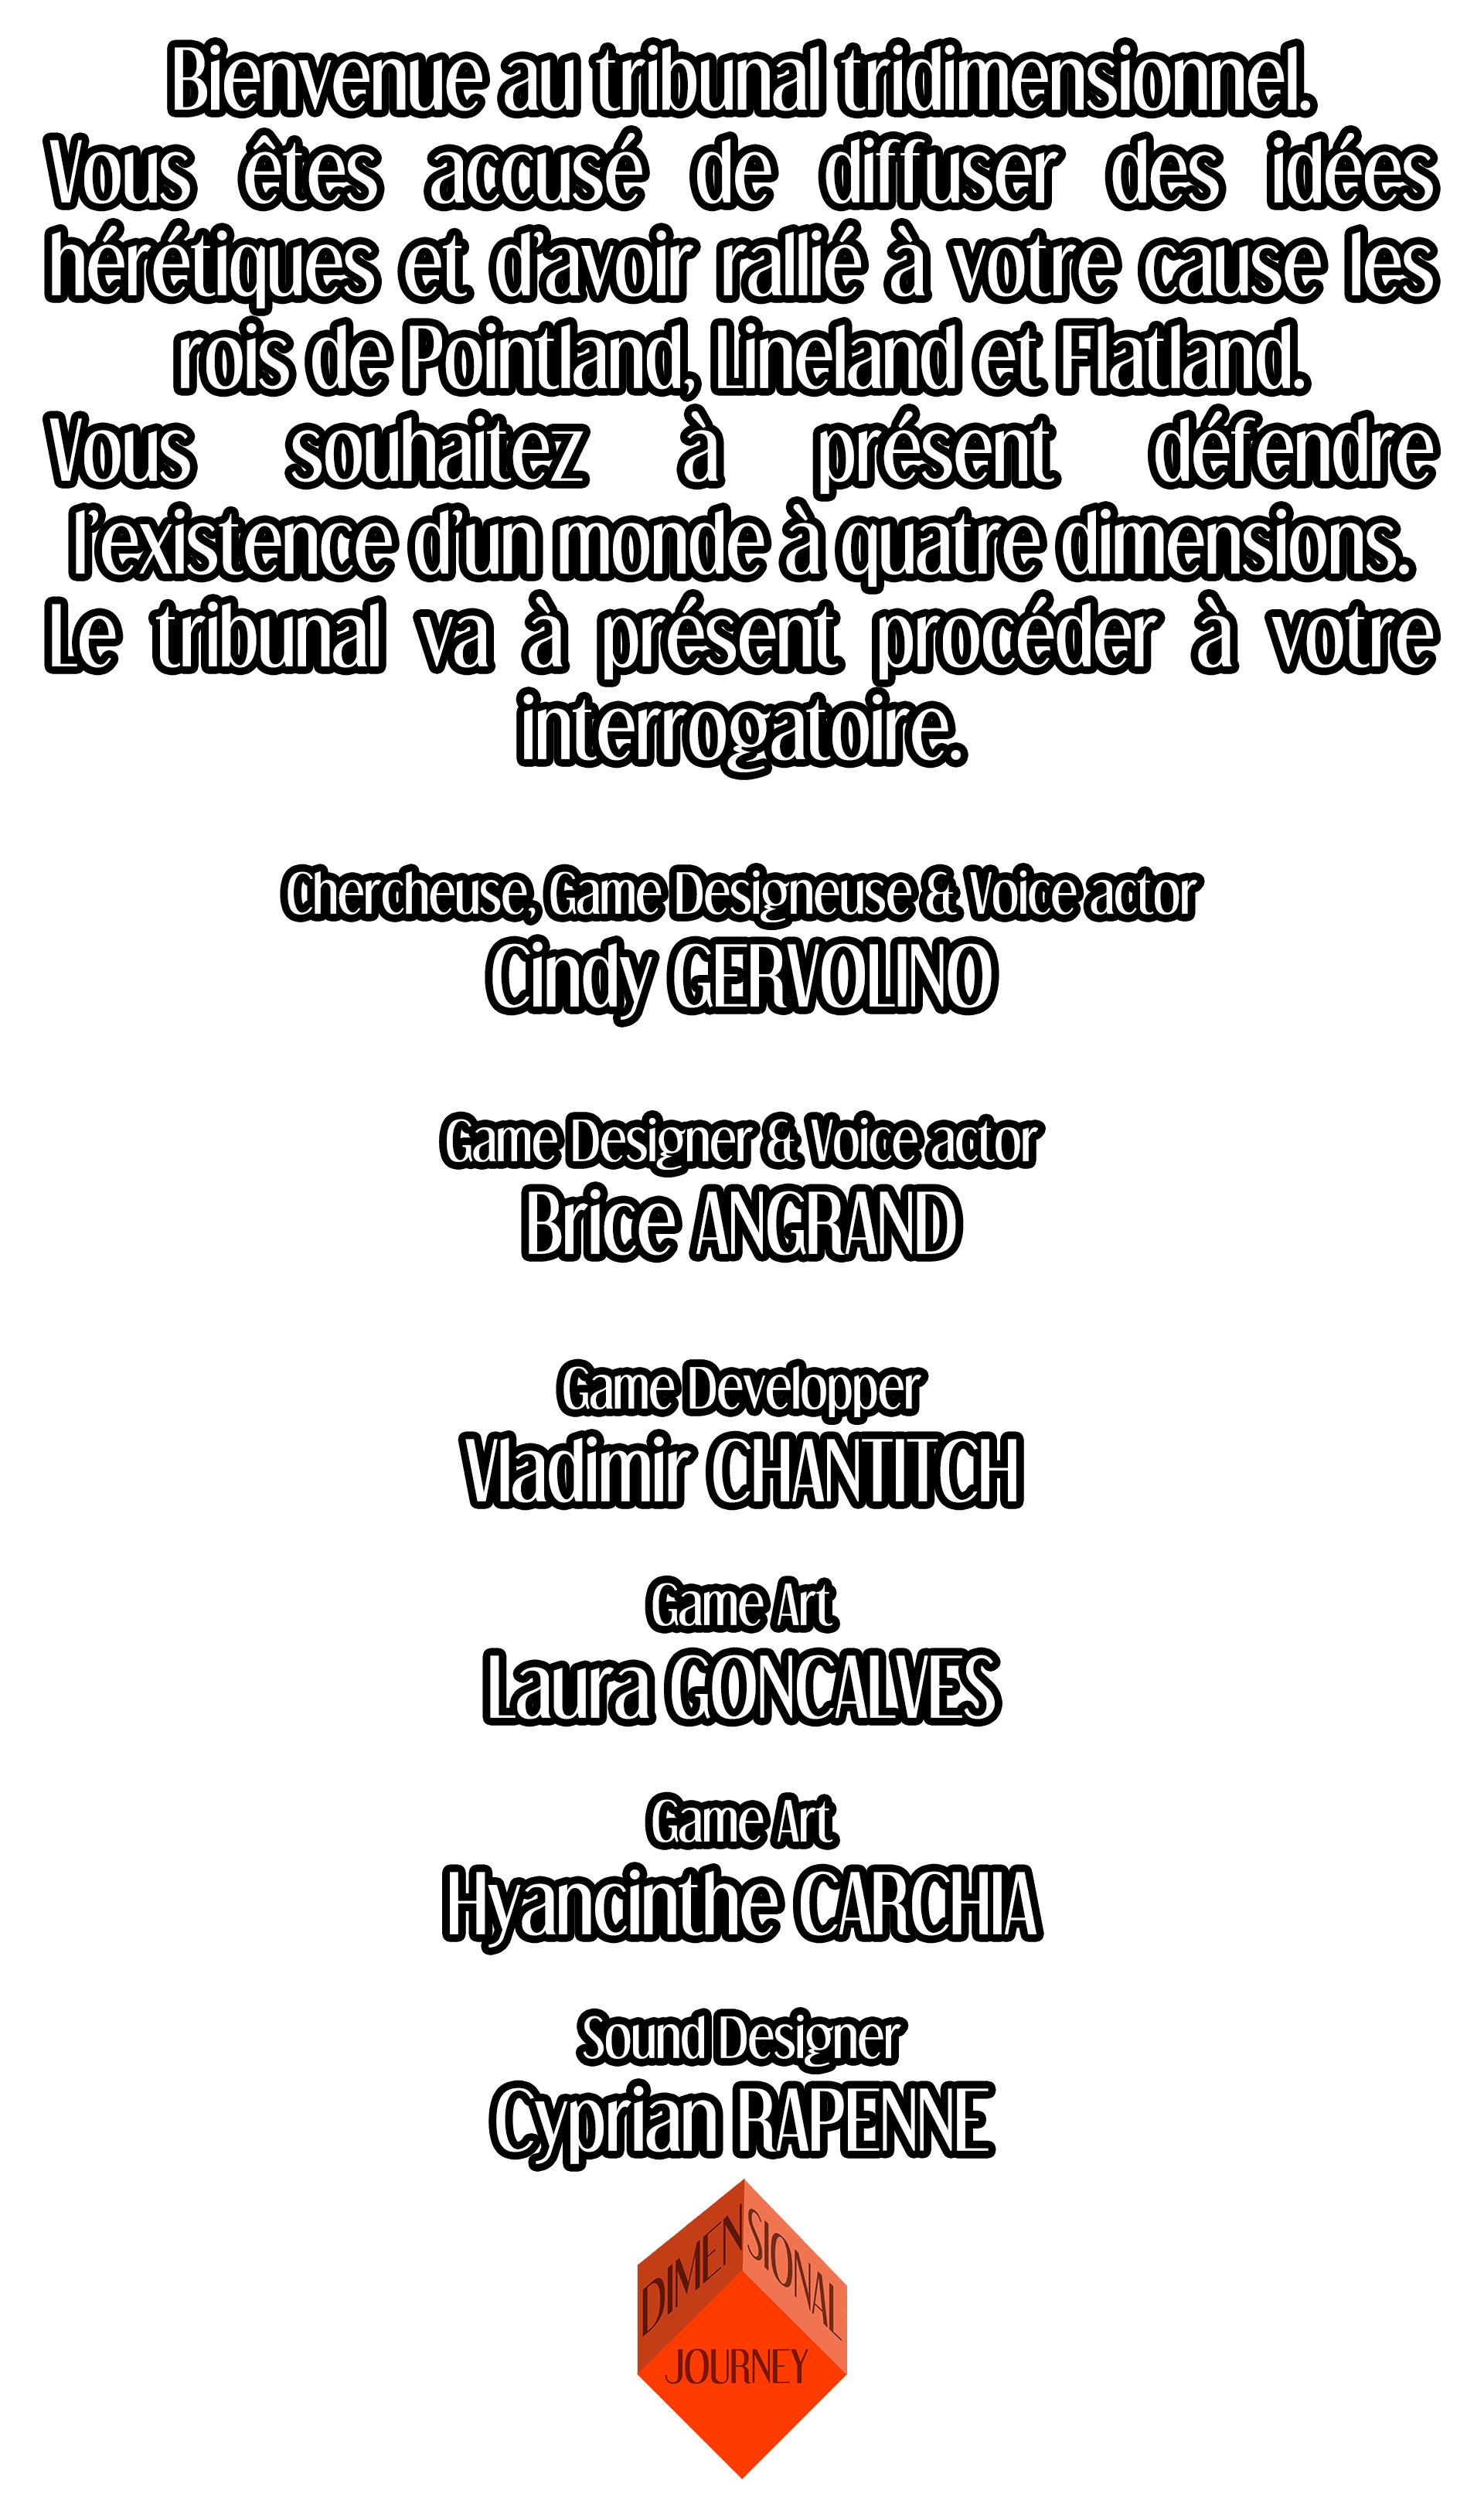 Bienvenue au tribunal tridimensionnel.
Vous êtes accusé de diffuser des idées
hérétiques et d'avoir rallié à votre cause les
rois de Pointland, Lineland et Flatland.
Vous souhaitez à présent défendre
l'existence d'un monde à quatre dimensions.
Le tribunal va à présent procéder à votre
interrogatoire.
Chercheuse, Game Designeuse & Voice actor
Cindy GERVOLINO
Game Designer & Voice actor
Brice ANGRAND
Game Developper
Vladimir CHANTITCH
Game Art
Laura GONCALVES
Game Art
Hyancinthe CARCHIA
Sound Designer
Cyprian RAPENNE
DIMENSIONAL
JOURNEY